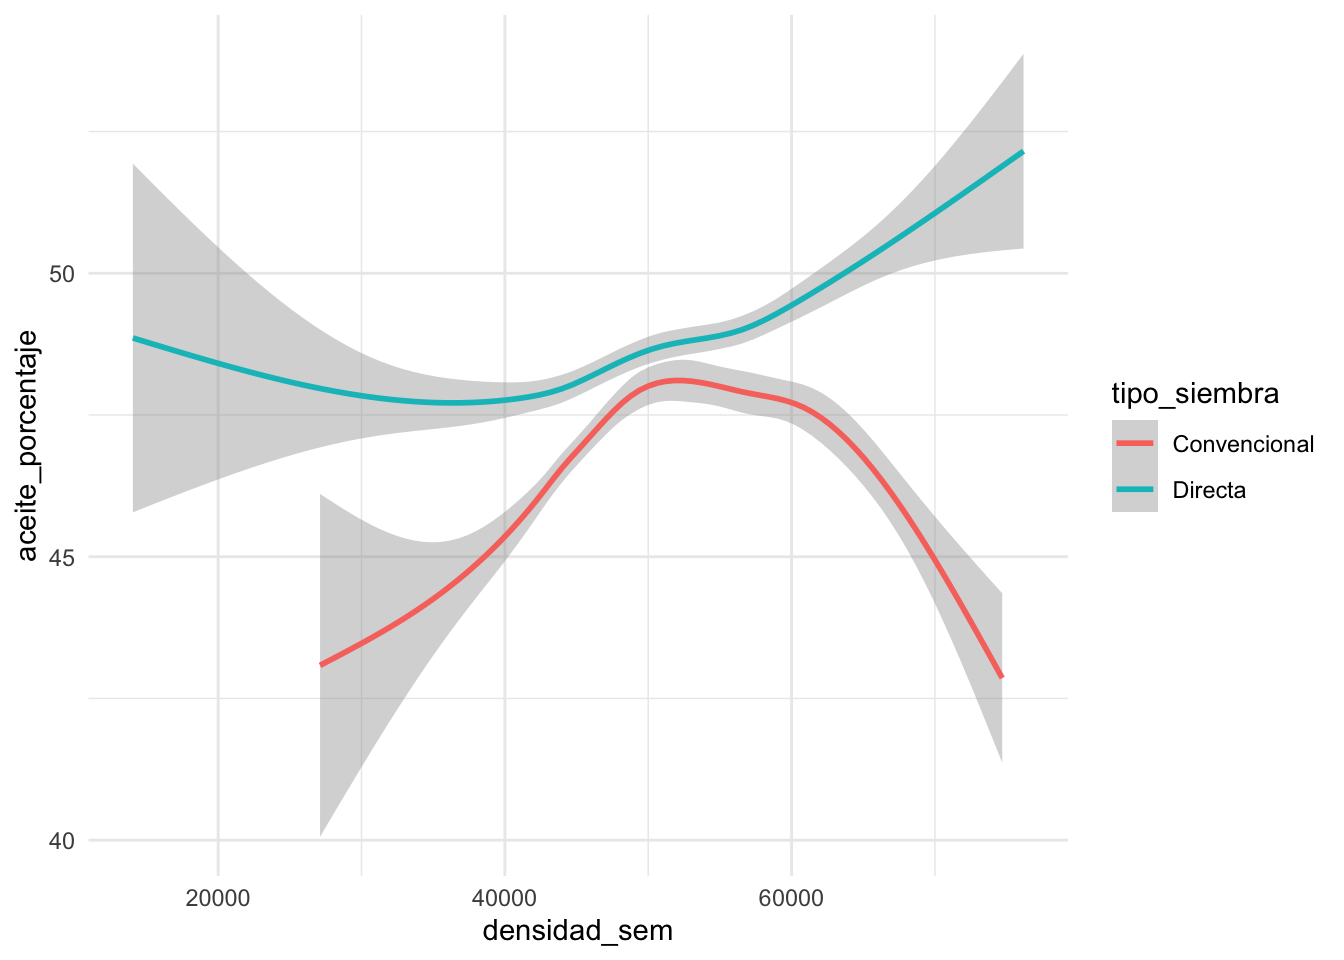 50
45
40
aceite_porcentaje
20000
40000
60000
densidad_sem
tipo_siembra
Convencional
Directa